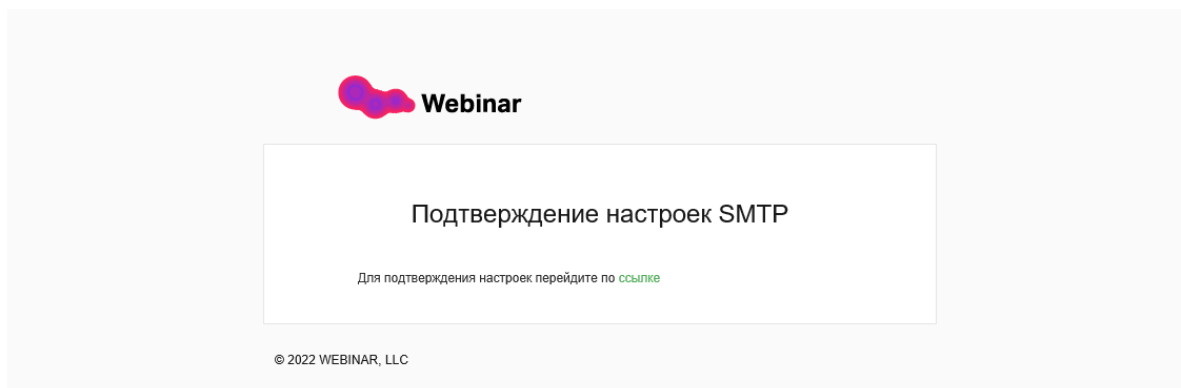 Webinar
Подтверждение настроек SMTP
Для подтверждения настроек перейдите по ссылке
© 2022 WEBINAR, LLC